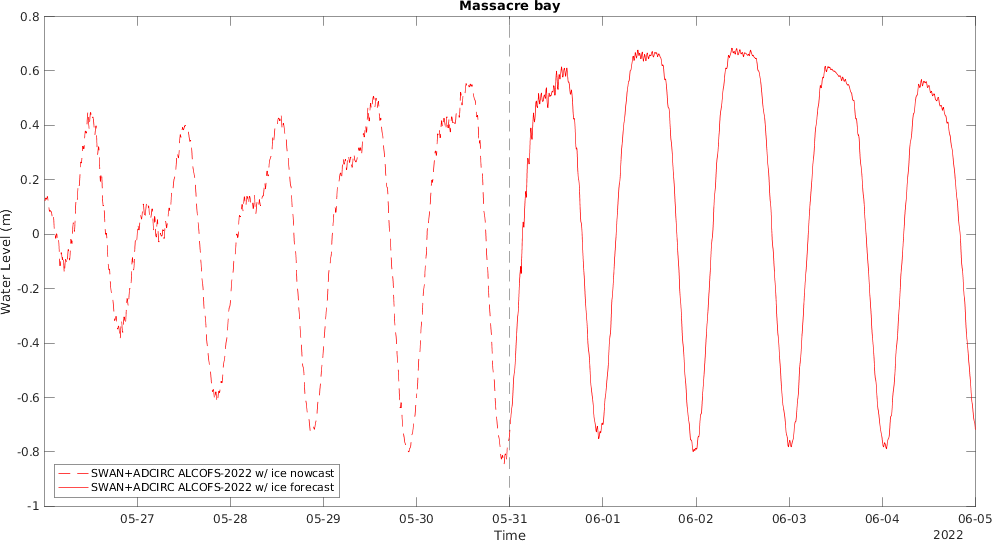 Massacre bay
0.8
0.6
0.4
0.2
0
-0.2
-0.4
-0.6
-0.8
-1
Water Level (m)
SWAN+ADCIRC ALCOFS-2022 w/ ice nowcast
SWAN+ADCIRC ALCOFS-2022 w/ ice forecast
05-27 05-28 05-29 05-30 05-31 06-01 06-02 06-03 06-04 06-05
Time
2022